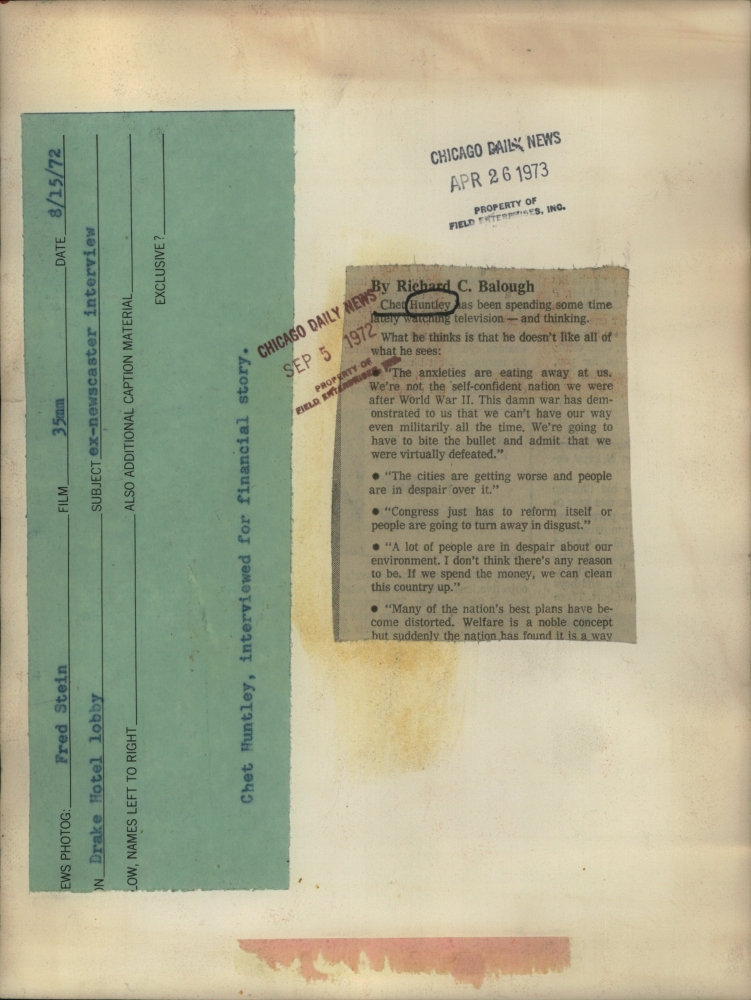 EWS PHOTOG: Fred Stein FILM 35mm DATE 8/15/72
ON Drake Hotel lobby SUBJECT ex-newscaster interview
LOW, NAMES LEFT TO RIGHT ALSO ADDITIONAL CAPTION MATERIAL
EXCLUSIVE?
Chet Huntley, interviewed for financial story.
CHICAGO DAILY NEWS
APR 26 1973
PROPERTY OF
FIELD ENTERPRISES, INC.
CHICAGO DAILY NEWS
SEP 5 1972
PROPERTY OF
FIELD ENTERPRISES, INC.
By Richard C. Balough
Chet Huntley has been spending some time
lately watching television — and thinking.
What he thinks is that he doesn't like all of
what he sees:
● "The anxieties are eating away at us.
We're not the self-confident nation we were
after World War II. This damn war has dem-
onstrated to us that we can't have our way
even militarily all the time. We're going to
have to bite the bullet and admit that we
were virtually defeated."
● "The cities are getting worse and people
are in despair over it."
● "Congress just has to reform itself or
people are going to turn away in disgust."
● "A lot of people are in despair about our
environment. I don't think there's any reason
to be. If we spend the money, we can clean
this country up."
● "Many of the nation's best plans have be-
come distorted. Welfare is a noble concept
but suddenly the nation has found it is a way